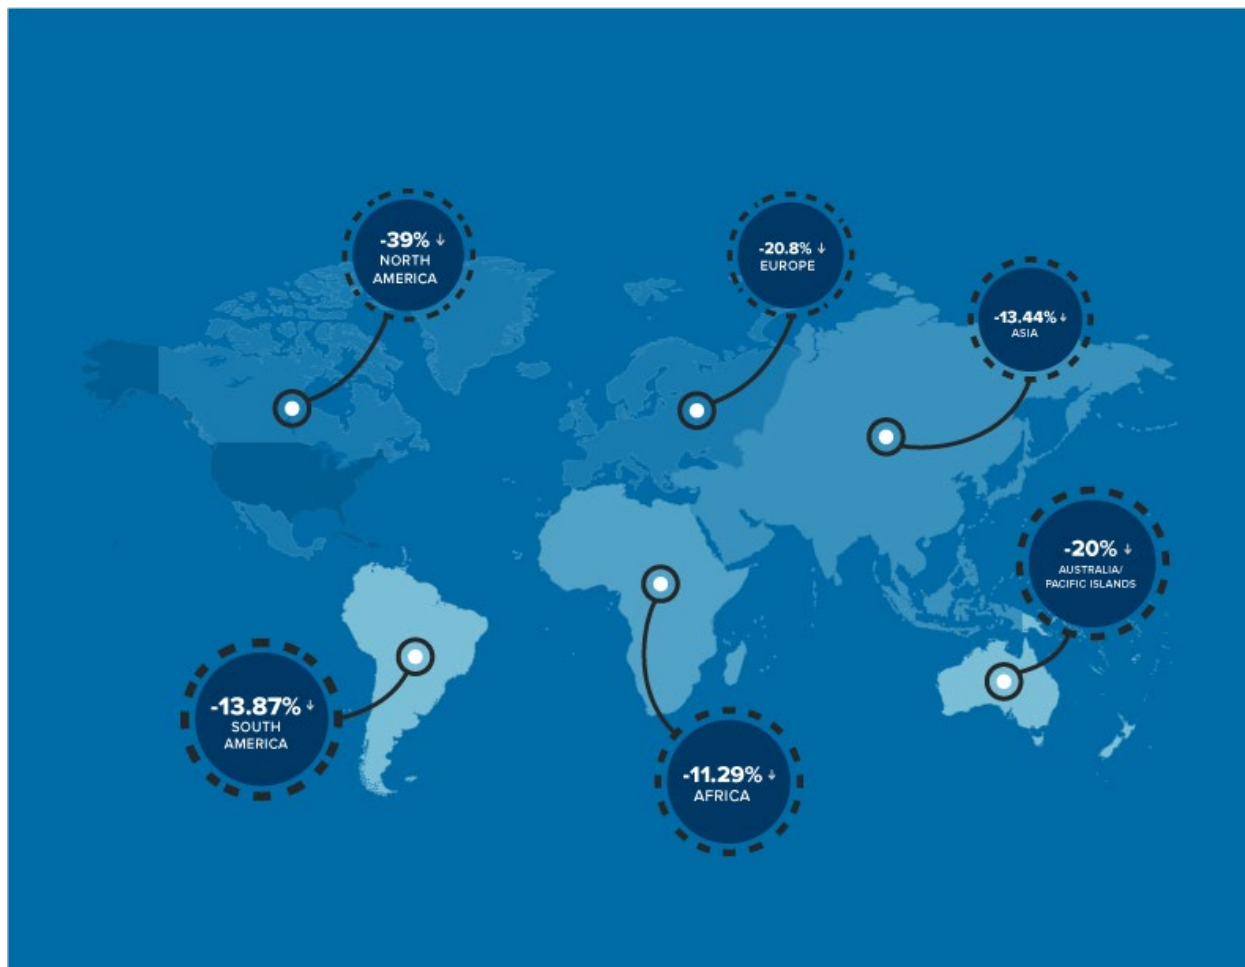 -39% ↓
NORTH
AMERICA
-20.8% ↓
EUROPE
-13.44% ↓
ASIA
-20% ↓
AUSTRALIA/
PACIFIC ISLANDS
-13.87% ↓
SOUTH
AMERICA
-11.29% ↓
AFRICA